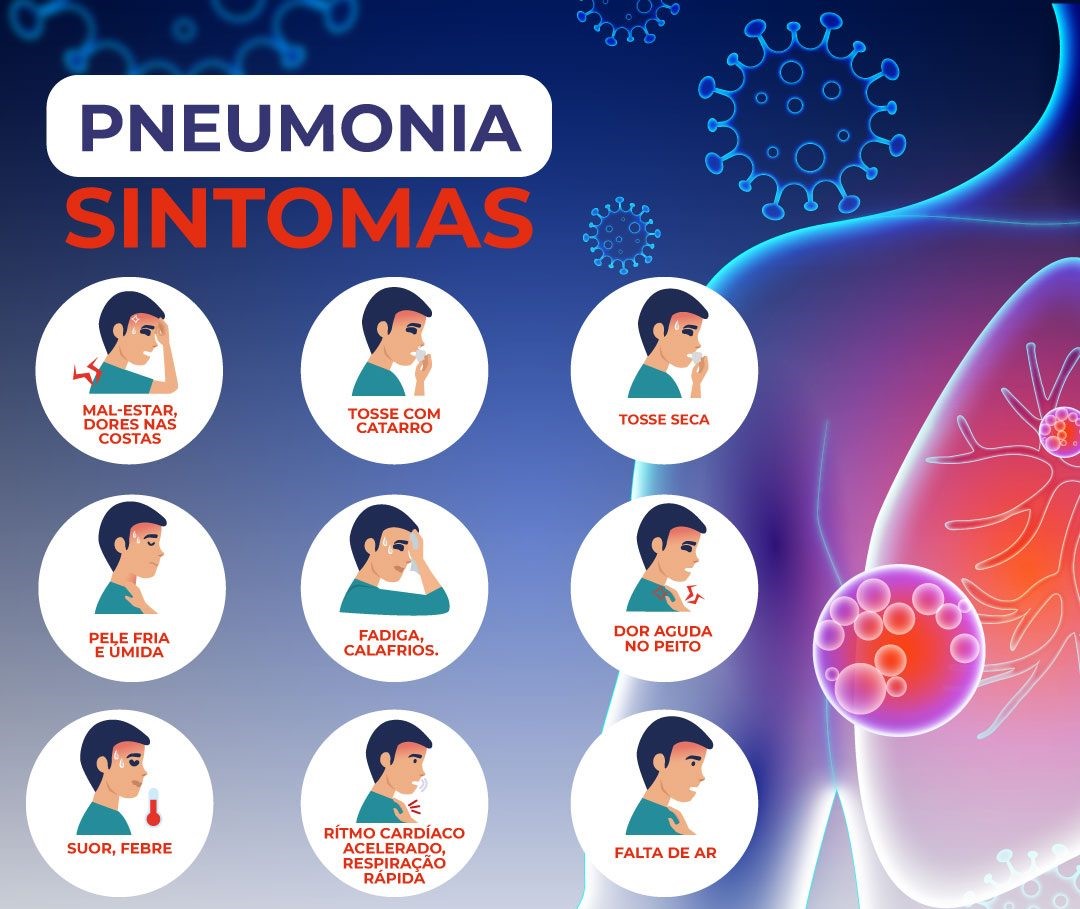 PNEUMONIA
SINTOMAS
MAL-ESTAR,
DORES NAS
COSTAS
TOSSE COM
CATARRO
TOSSE SECA
PELE FRIA
E ÚMIDA
FADIGA,
CALAFRIOS.
DOR AGUDA
NO PEITO
SUOR, FEBRE
RÍTMO CARDÍACO
ACELERADO,
RESPIRAÇÃO
RÁPIDA
FALTA DE AR